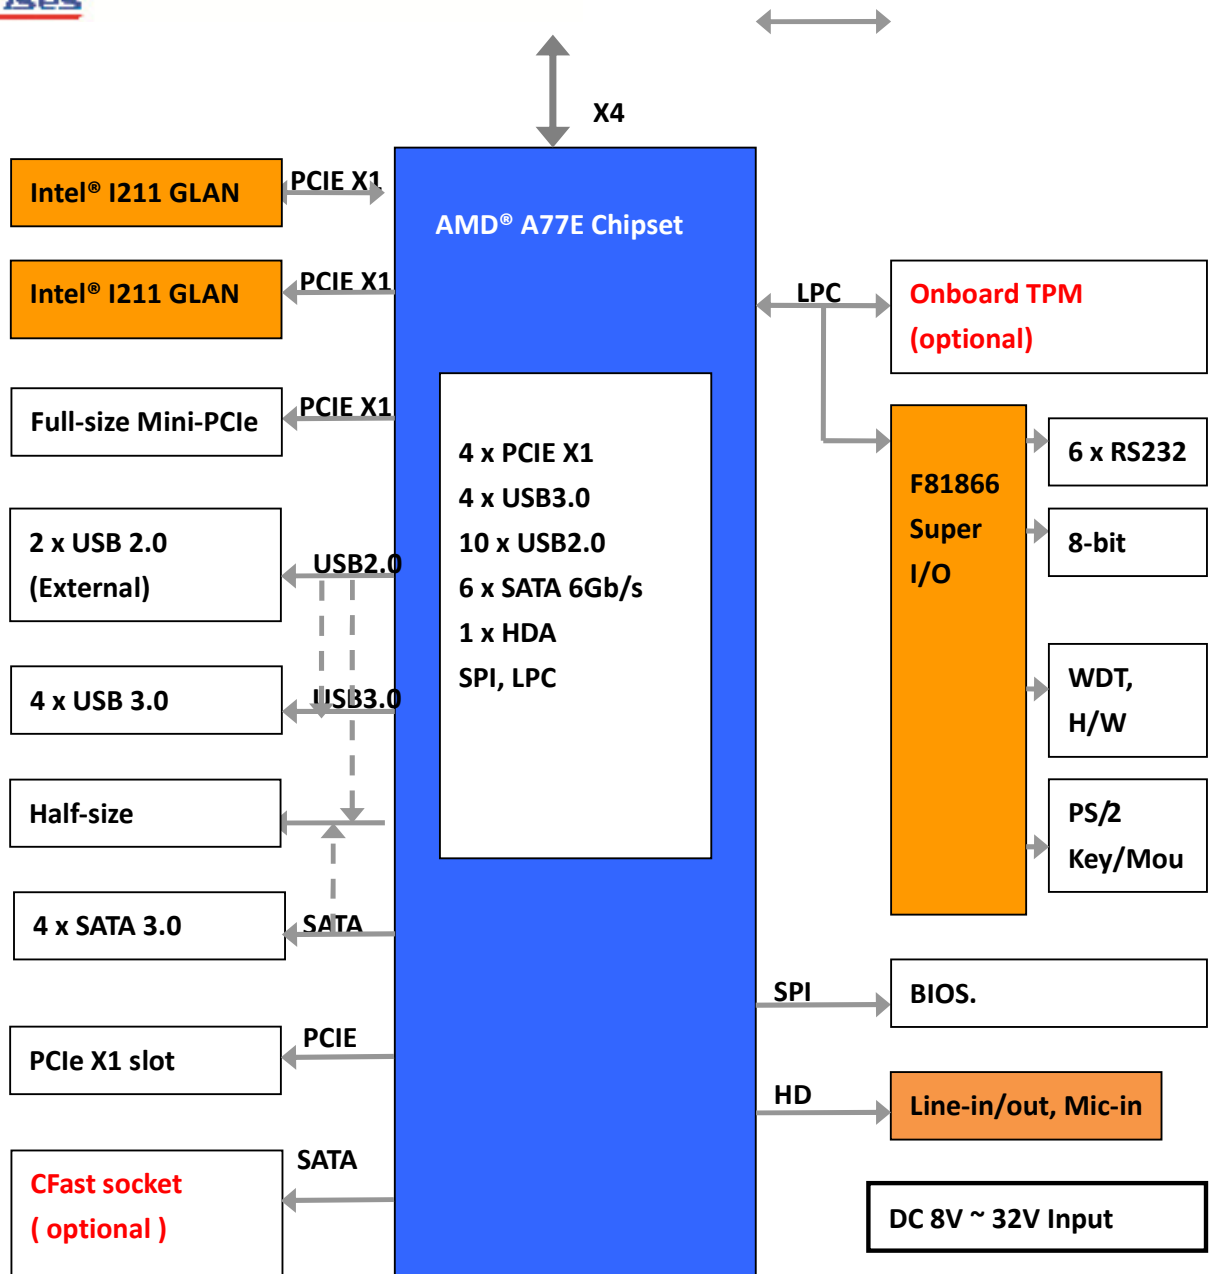 X4
Intel® I211 GLAN
PCIE X1
AMD® A77E Chipset
Intel® I211 GLAN
PCIE X1
LPC
Onboard TPM
(optional)
Full-size Mini-PCIe
PCIE X1
4 x PCIE X1
4 x USB3.0
10 x USB2.0
6 x SATA 6Gb/s
1 x HDA
SPI, LPC
F81866
Super
I/O
6 x RS232
8-bit
WDT,
H/W
PS/2
Key/Mou
2 x USB 2.0
(External)
USB2.0
4 x USB 3.0
USB3.0
Half-size
4 x SATA 3.0
SATA
SPI
BIOS.
PCIe X1 slot
PCIE
HD
Line-in/out, Mic-in
CFast socket
( optional )
SATA
DC 8V ~ 32V Input